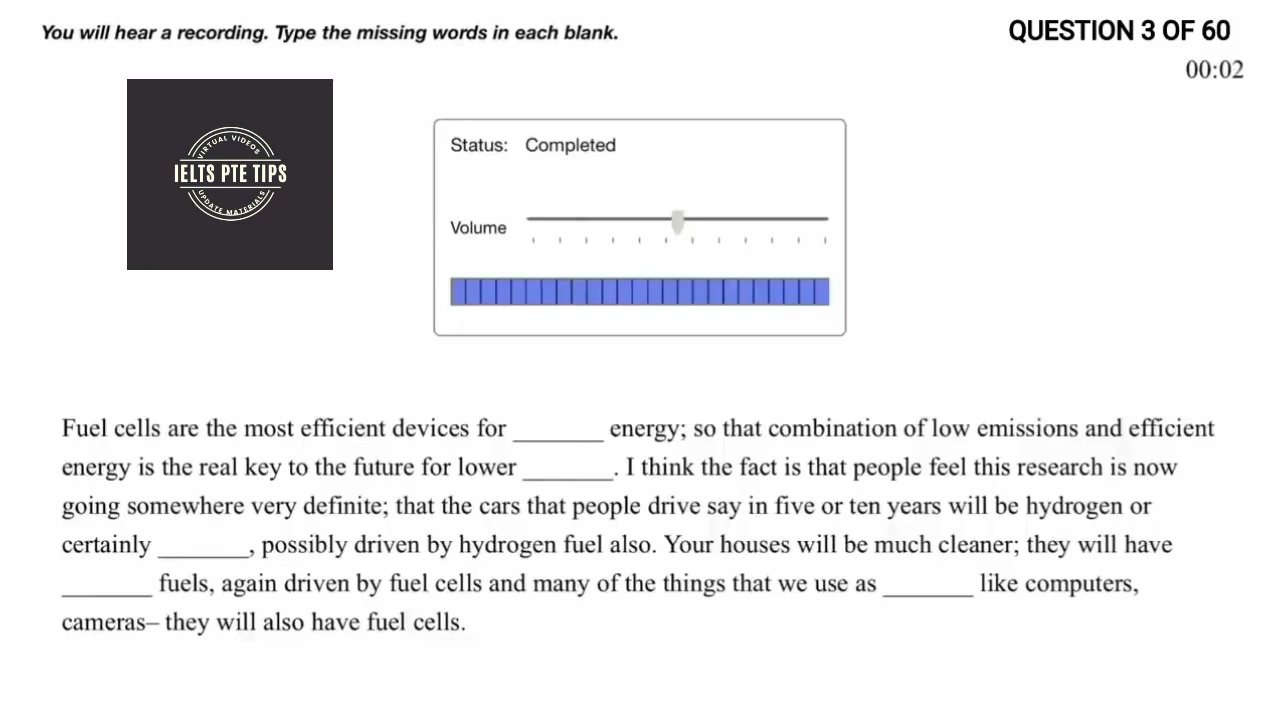 You will hear a recording. Type the missing words in each blank.
QUESTION 3 OF 60
00:02
VIRTUAL VIDEOS
IELTS PTE TIPS
UPDATE MATERIALS
Status: Completed
Volume
Fuel cells are the most efficient devices for _______ energy; so that combination of low emissions and efficient
energy is the real key to the future for lower _______. I think the fact is that people feel this research is now
going somewhere very definite; that the cars that people drive say in five or ten years will be hydrogen or
certainly _______, possibly driven by hydrogen fuel also. Your houses will be much cleaner; they will have
_______ fuels, again driven by fuel cells and many of the things that we use as _______ like computers,
cameras– they will also have fuel cells.